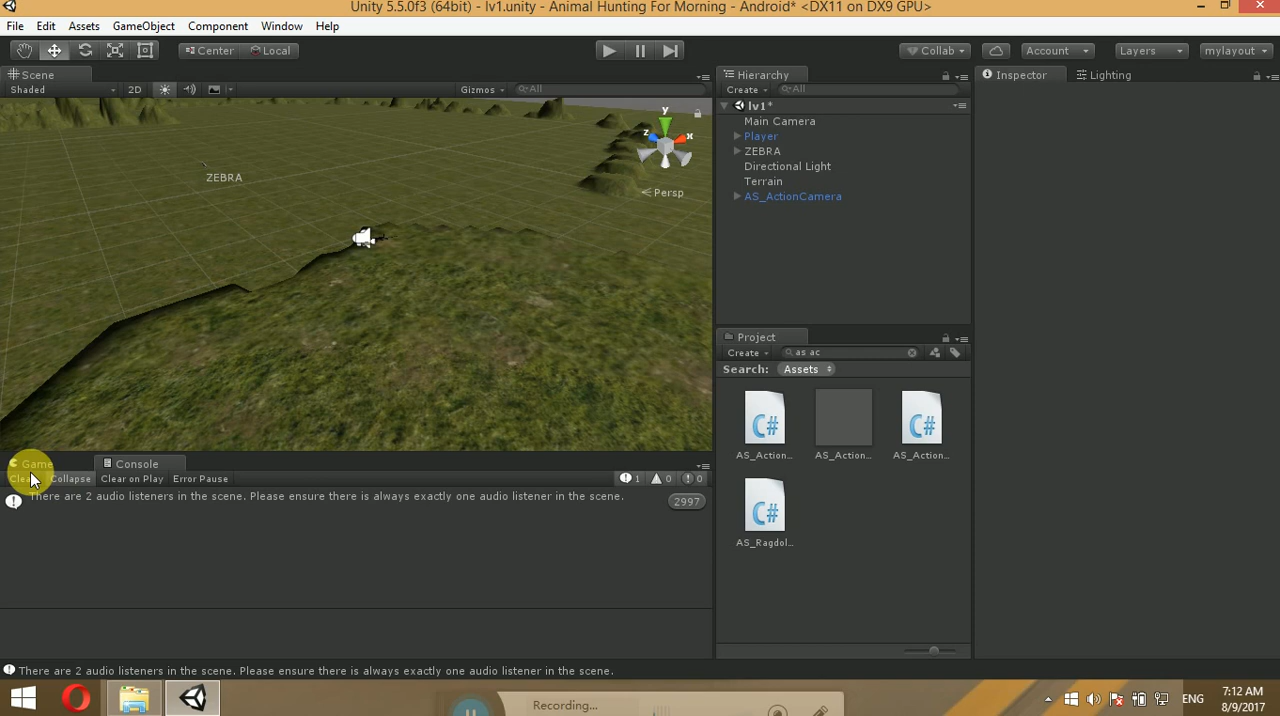 Unity 5.5.0f3 (64bit) - lv1.unity - Animal Hunting For Morning - Android* <DX11 on DX9 GPU>
File Edit Assets GameObject Component Window Help
Center Local Collab Account Layers mylayout
Scene
Shaded 2D Gizmos All
ZEBRA
y
z x
Persp
Hierarchy
Create All
lv1*
Main Camera
Player
ZEBRA
Directional Light
Terrain
AS_ActionCamera
Inspector Lighting
Project
Create as ac
Search: Assets
C# C#
AS_Action... AS_Action... AS_Action...
C#
AS_Ragdol...
Game Console
Clear Collapse Clear on Play Error Pause 1 0 0
There are 2 audio listeners in the scene. Please ensure there is always exactly one audio listener in the scene. 2997
There are 2 audio listeners in the scene. Please ensure there is always exactly one audio listener in the scene.
Recording...
ENG
7:12 AM
8/9/2017